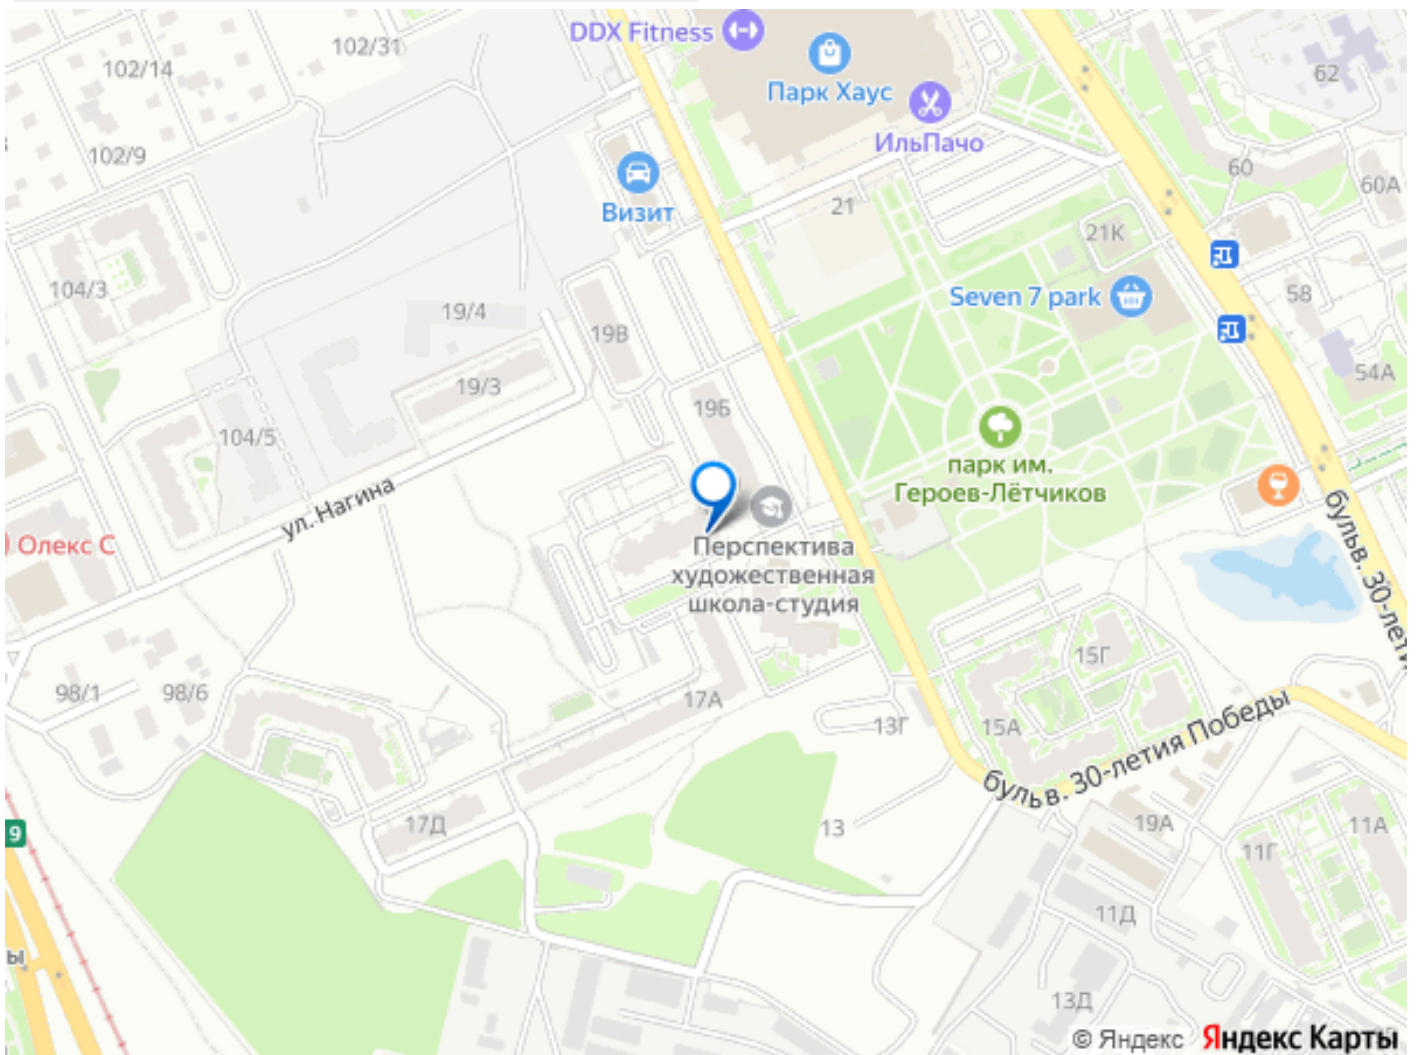 DDX Fitness
102/31
102/14
Парк Хаус
62
ИльПачо
102/9
60
60А
Визит
21
21К
104/3
Seven 7 park
58
19/4
19В
54А
19/3
19Б
104/5
парк им.
Героев-Лётчиков
ул. Нагина
бульв. 30-лети
Олекс С
Перспектива
художественная
школа-студия
15Г
98/1
98/6
17А
13Г
15А
бульв. 30-летия Победы
17Д
13
19А
11А
9
11Г
11Д
ы
13Д
© Яндекс Яндекс Карты